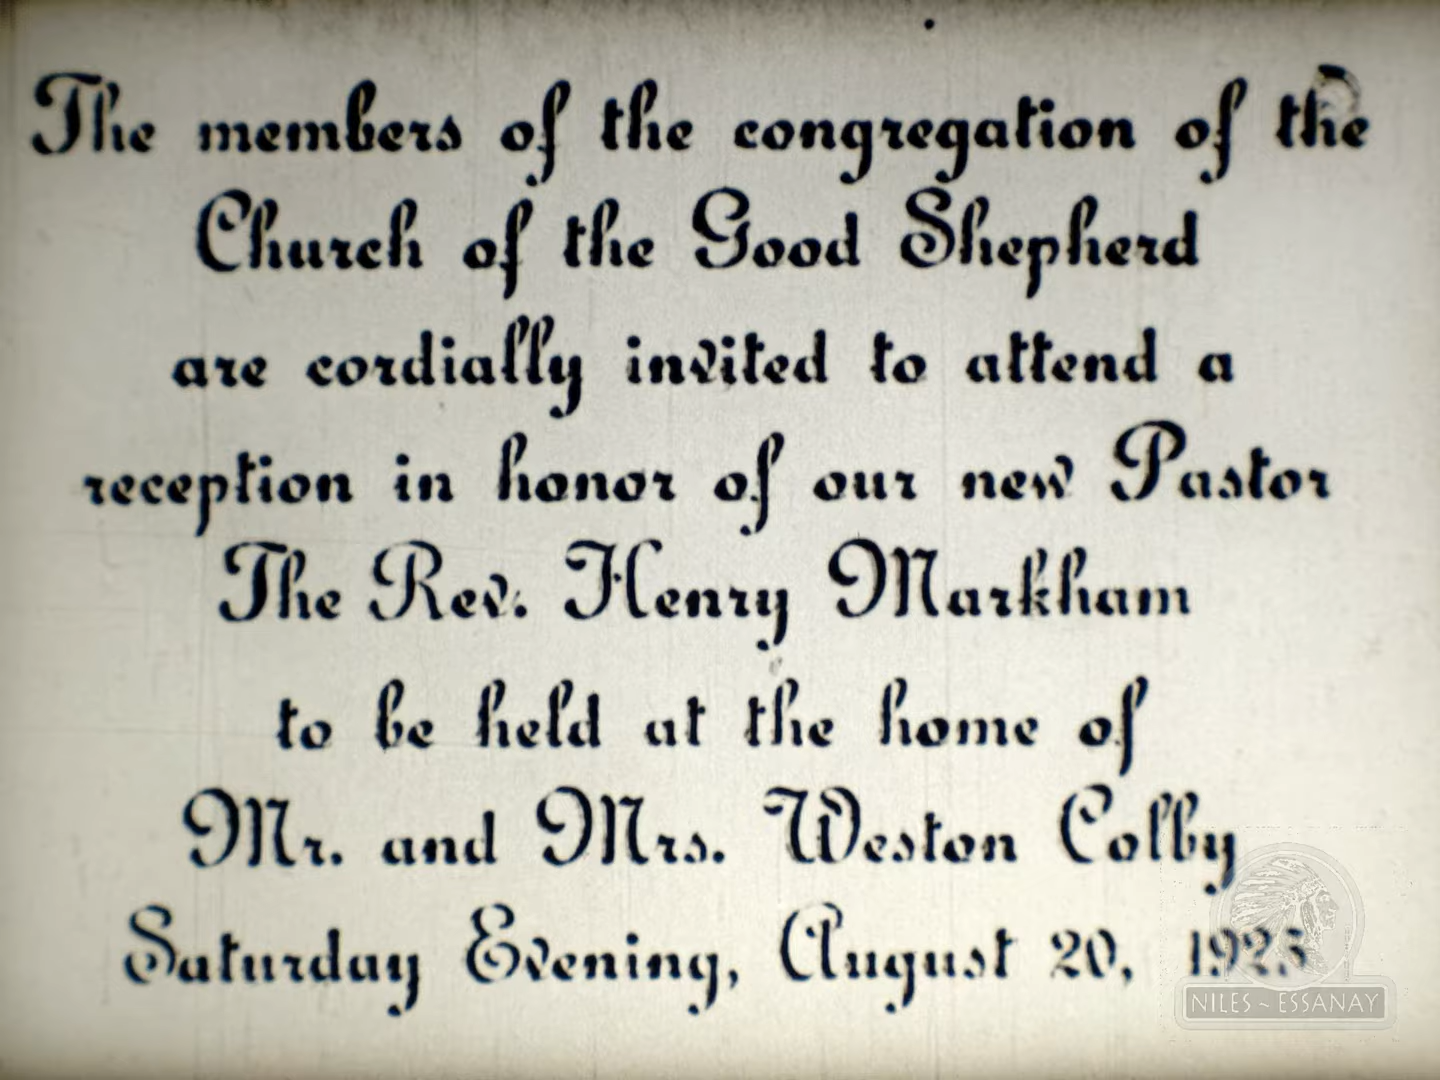 The members of the congregation of the
Church of the Good Shepherd
are cordially invited to attend a
reception in honor of our new Pastor
The Rev. Henry Markham
to be held at the home of
Mr. and Mrs. Weston Colby
Saturday Evening, August 20, 1925
NILES ~ ESSANAY